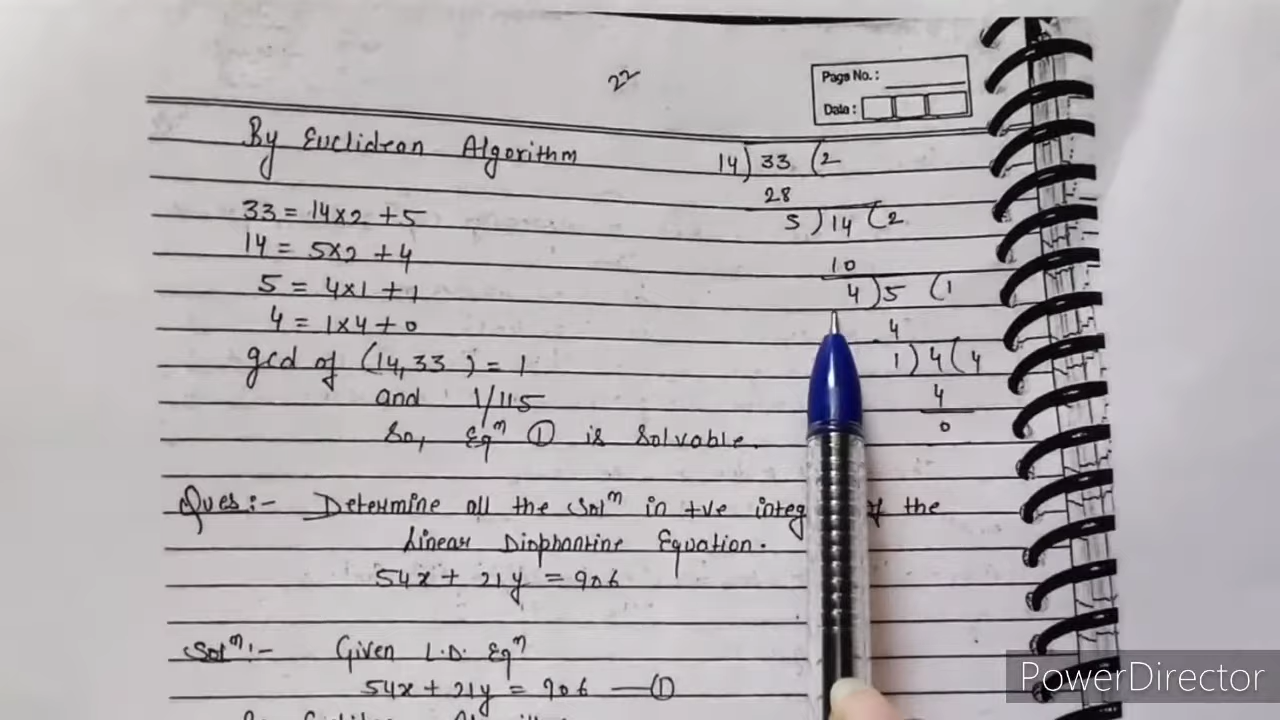 22
Page No.:
Date:
By Euclidean Algorithm
33 = 14x2 +5
14 = 5x2 +4
5 = 4x1 +1
4 = 1x4+0
gcd of (14,33) = 1
and 1/115
So, Eqn ① is solvable.
14) 33 (2
28
5) 14 (2
10
4) 5 (1
4
1) 4 (4
4
0
Ques:- Determine all the Soln in +ve integ of the
Linear Diophantine Equation.
54x + 21y = 906
Soln:- Given L.D. Eqn
54x + 21y = 906 —①
PowerDirector